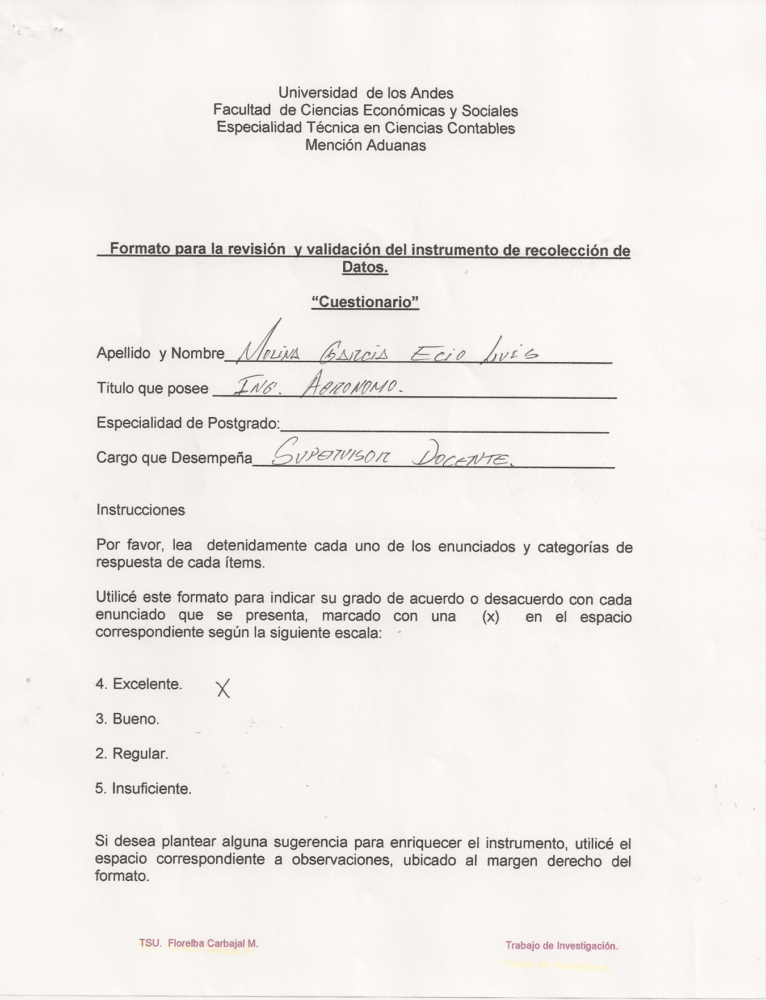 Universidad de los Andes
Facultad de Ciencias Económicas y Sociales
Especialidad Técnica en Ciencias Contables
Mención Aduanas
Formato para la revisión y validación del instrumento de recolección de
Datos.
“Cuestionario”
Apellido y Nombre Molina Garcia Ecio Luis
Titulo que posee Ing. Agronomo.
Especialidad de Postgrado:
Cargo que Desempeña Supervisor Docente.
Instrucciones
Por favor, lea detenidamente cada uno de los enunciados y categorías de
respuesta de cada ítems.
Utilicé este formato para indicar su grado de acuerdo o desacuerdo con cada
enunciado que se presenta, marcado con una (x) en el espacio
correspondiente según la siguiente escala:
4. Excelente. X
3. Bueno.
2. Regular.
5. Insuficiente.
Si desea plantear alguna sugerencia para enriquecer el instrumento, utilicé el
espacio correspondiente a observaciones, ubicado al margen derecho del
formato.
TSU. Florelba Carbajal M. Trabajo de Investigación.